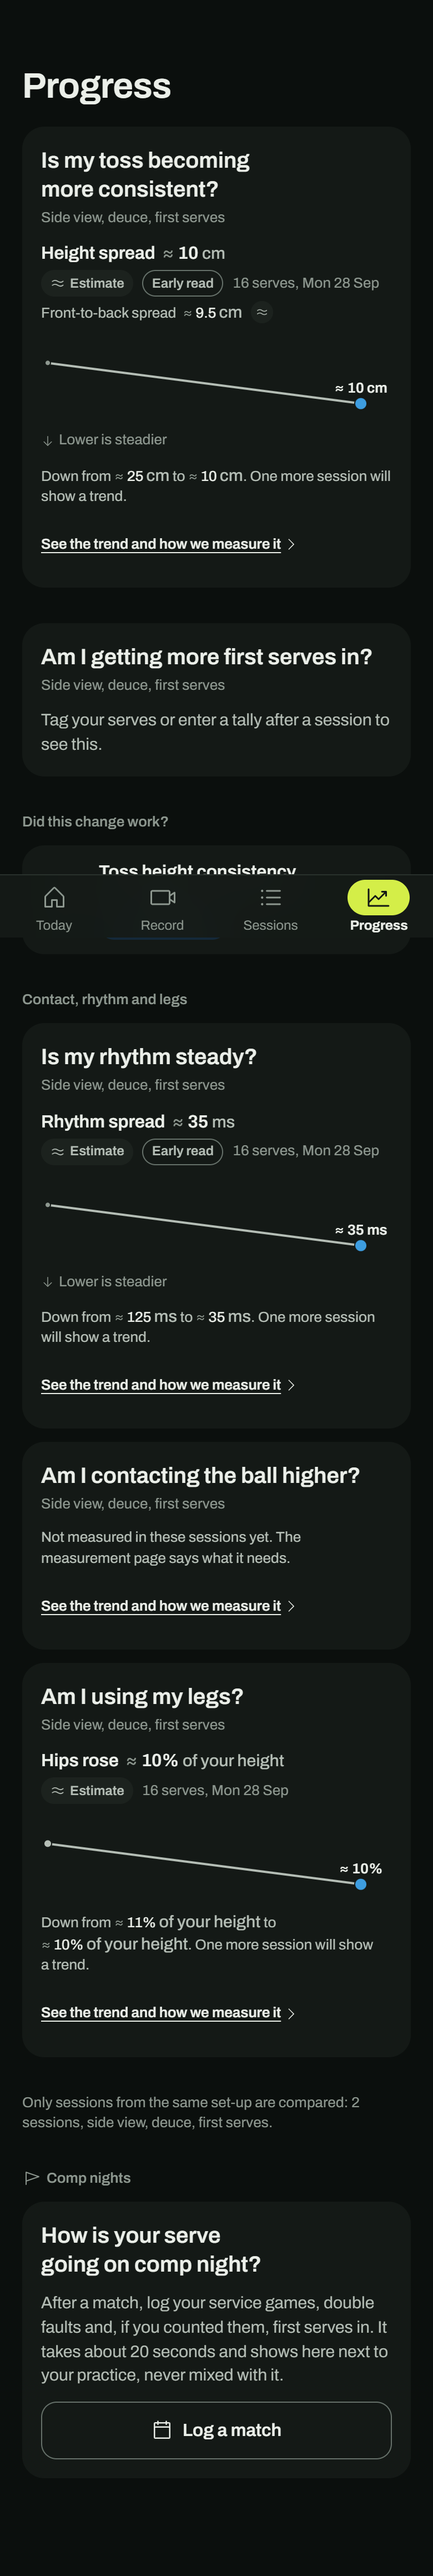 Progress
Is my toss becoming
more consistent?
Side view, deuce, first serves
Height spread ≈ 10 cm
≈ Estimate Early read 16 serves, Mon 28 Sep
Front-to-back spread ≈ 9.5 cm ≈
≈ 10 cm
↓ Lower is steadier
Down from ≈ 25 cm to ≈ 10 cm. One more session will
show a trend.
See the trend and how we measure it
Am I getting more first serves in?
Side view, deuce, first serves
Tag your serves or enter a tally after a session to
see this.
Did this change work?
Toss height consistency
Today Record Sessions Progress
Contact, rhythm and legs
Is my rhythm steady?
Side view, deuce, first serves
Rhythm spread ≈ 35 ms
≈ Estimate Early read 16 serves, Mon 28 Sep
≈ 35 ms
↓ Lower is steadier
Down from ≈ 125 ms to ≈ 35 ms. One more session
will show a trend.
See the trend and how we measure it
Am I contacting the ball higher?
Side view, deuce, first serves
Not measured in these sessions yet. The
measurement page says what it needs.
See the trend and how we measure it
Am I using my legs?
Side view, deuce, first serves
Hips rose ≈ 10% of your height
≈ Estimate 16 serves, Mon 28 Sep
≈ 10%
Down from ≈ 11% of your height to
≈ 10% of your height. One more session will show
a trend.
See the trend and how we measure it
Only sessions from the same set-up are compared: 2
sessions, side view, deuce, first serves.
Comp nights
How is your serve
going on comp night?
After a match, log your service games, double
faults and, if you counted them, first serves in. It
takes about 20 seconds and shows here next to
your practice, never mixed with it.
Log a match